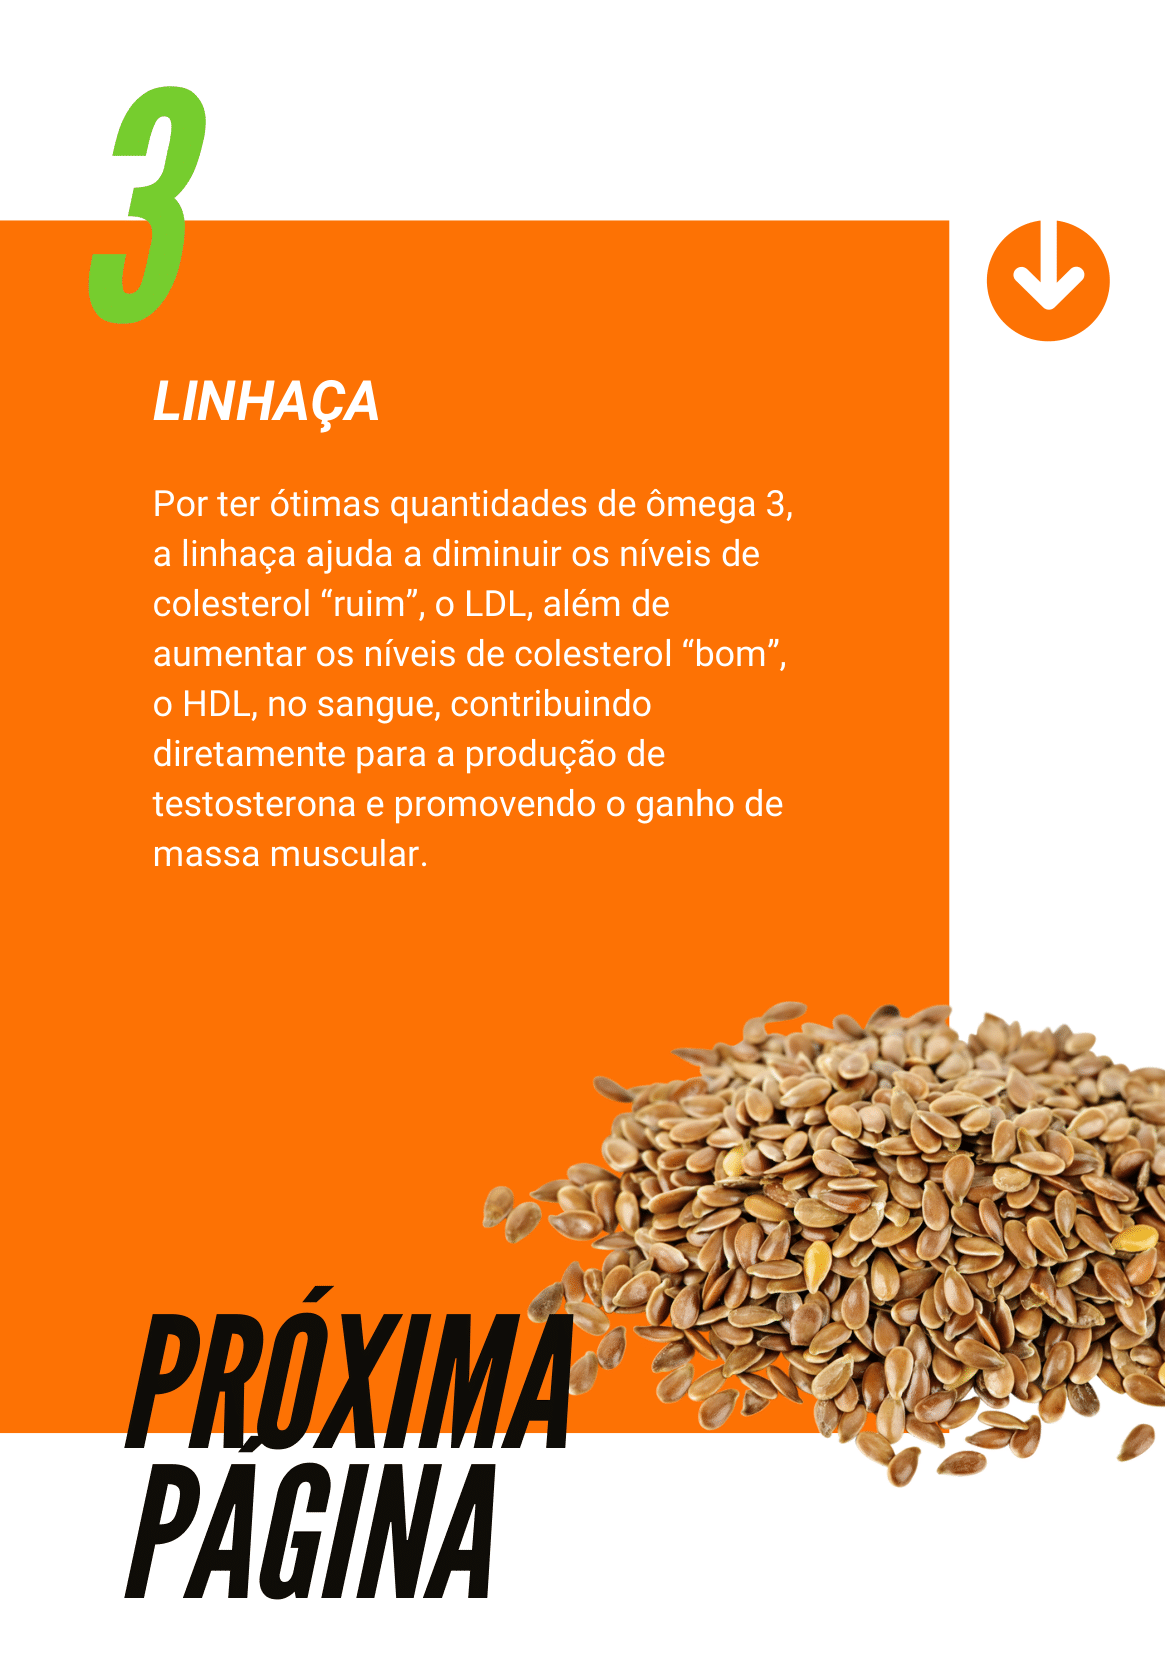 3
LINHAÇA
Por ter ótimas quantidades de ômega 3,
a linhaça ajuda a diminuir os níveis de
colesterol “ruim”, o LDL, além de
aumentar os níveis de colesterol “bom”,
o HDL, no sangue, contribuindo
diretamente para a produção de
testosterona e promovendo o ganho de
massa muscular.
PRÓXIMA
PÁGINA